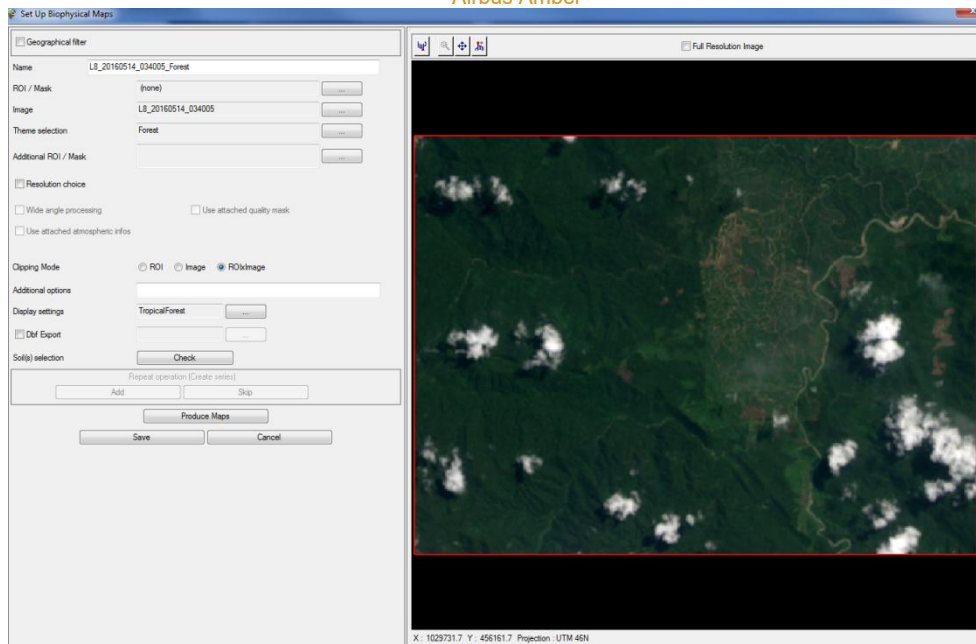 Airbus Amber
Set Up Biophysical Maps
Geographical filter
Name L8_20160514_034005_Forest
ROI / Mask (none) ...
Image L8_20160514_034005 ...
Theme selection Forest ...
Additional ROI / Mask ...
Resolution choice
Wide angle processing Use attached quality mask
Use attached atmospheric infos
Clipping Mode ROI Image ROIxImage
Additional options
Display settings TropicalForest ...
Dbf Export ...
Soil(s) selection Check
Repeat operation (Create series)
Add Skip
Produce Maps
Save Cancel
Full Resolution Image
X : 1029731.7 Y : 456161.7 Projection : UTM 46N